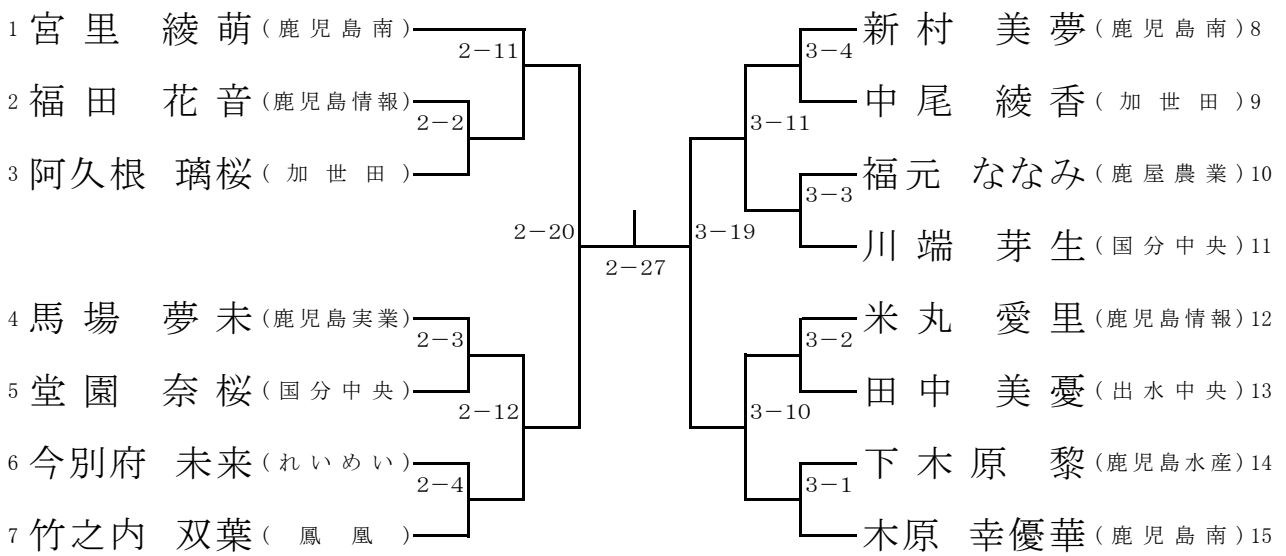 1 宮里 綾萌 (鹿児島南)
2 福田 花音 (鹿児島情報)
3 阿久根 璃桜 (加世田)
4 馬場 夢未 (鹿児島実業)
5 堂園 奈桜 (国分中央)
6 今別府 未来 (れいめい)
7 竹之内 双葉 (鳳凰)
2-11
2-2
2-20
2-3
2-12
2-4
2-27
3-4
3-11
3-3
3-19
3-2
3-10
3-1
新村 美夢 (鹿児島南) 8
中尾 綾香 (加世田) 9
福元 ななみ (鹿屋農業) 10
川端 芽生 (国分中央) 11
米丸 愛里 (鹿児島情報) 12
田中 美憂 (出水中央) 13
下木原 黎 (鹿児島水産) 14
木原 幸優華 (鹿児島南) 15